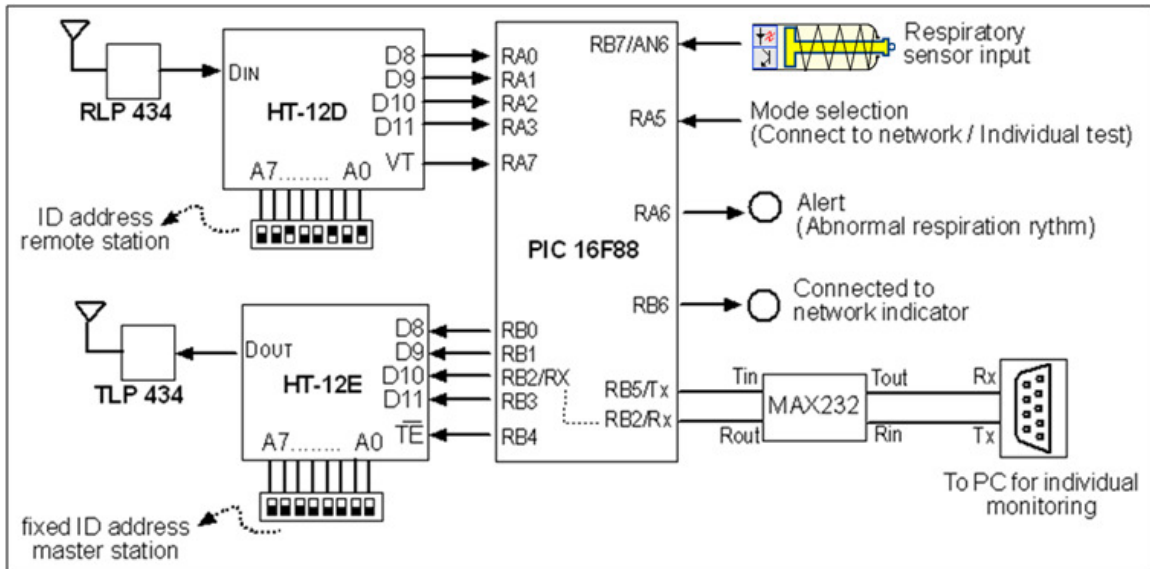 RLP 434
DIN
HT-12D
D8
D9
D10
D11
VT
A7........ A0
ID address
remote station
RA0
RA1
RA2
RA3
RA7
PIC 16F88
RB7/AN6
RA5
RA6
RB6
RB5/Tx
RB2/Rx
Respiratory
sensor input
Mode selection
(Connect to network / Individual test)
Alert
(Abnormal respiration rythm)
Connected to
network indicator
TLP 434
DOUT
HT-12E
D8
D9
D10
D11
TE
A7........ A0
fixed ID address
master station
RB0
RB1
RB2/RX
RB3
RB4
Tin
Rout
MAX232
Tout
Rin
Rx
Tx
To PC for individual
monitoring